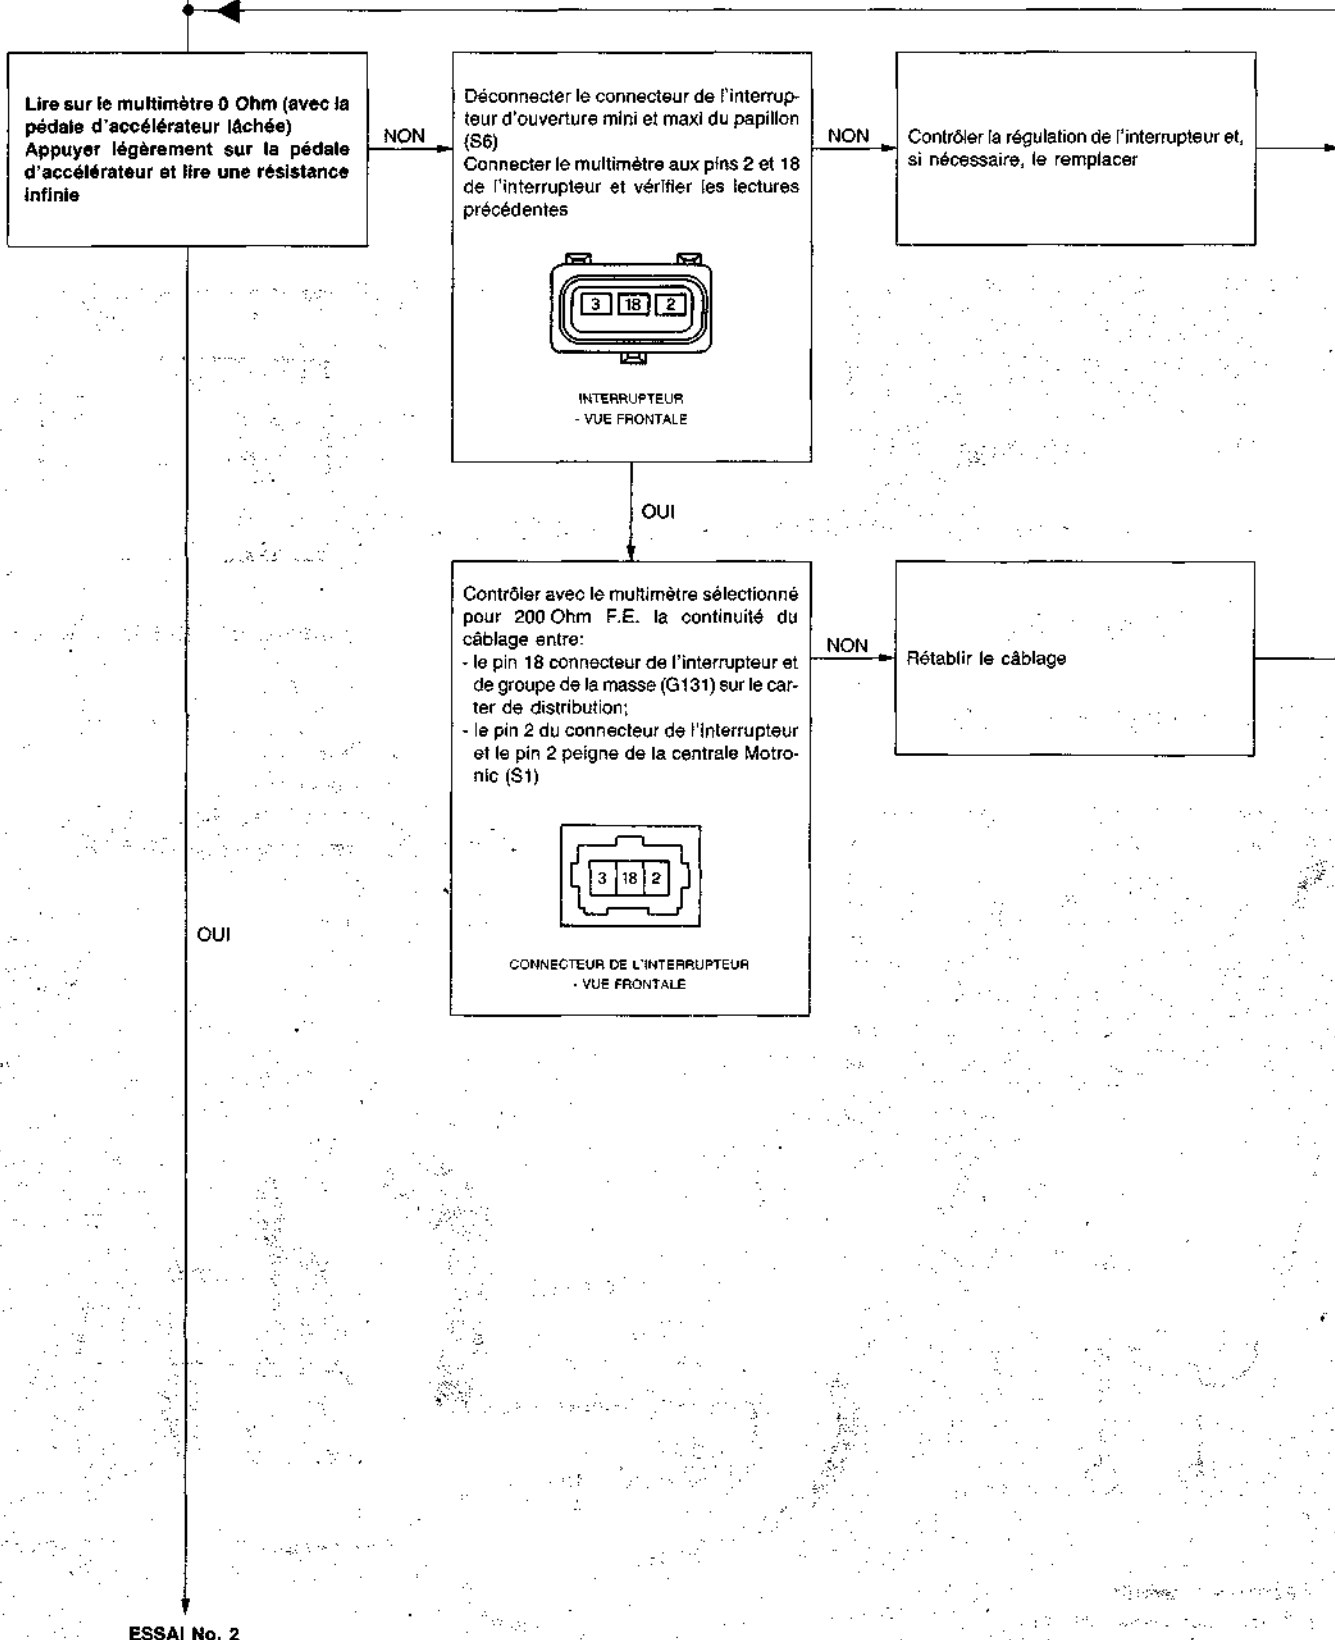 Lire sur le multimètre 0 Ohm (avec la
pédale d'accélérateur lâchée)
Appuyer légèrement sur la pédale
d'accélérateur et lire une résistance
infinie
NON
Déconnecter le connecteur de l'interrup-
teur d'ouverture mini et maxi du papillon
(S6)
Connecter le multimètre aux pins 2 et 18
de l'interrupteur et vérifier les lectures
précédentes
3 18 2
INTERRUPTEUR
- VUE FRONTALE
NON
Contrôler la régulation de l'interrupteur et,
si nécessaire, le remplacer
OUI
Contrôler avec le multimètre sélectionné
pour 200 Ohm F.E. la continuité du
câblage entre:
- le pin 18 connecteur de l'interrupteur et
de groupe de la masse (G131) sur le car-
ter de distribution;
- le pin 2 du connecteur de l'interrupteur
et le pin 2 peigne de la centrale Motro-
nic (S1)
3 18 2
CONNECTEUR DE L'INTERRUPTEUR
- VUE FRONTALE
NON
Rétablir le câblage
OUI
ESSAI No. 2